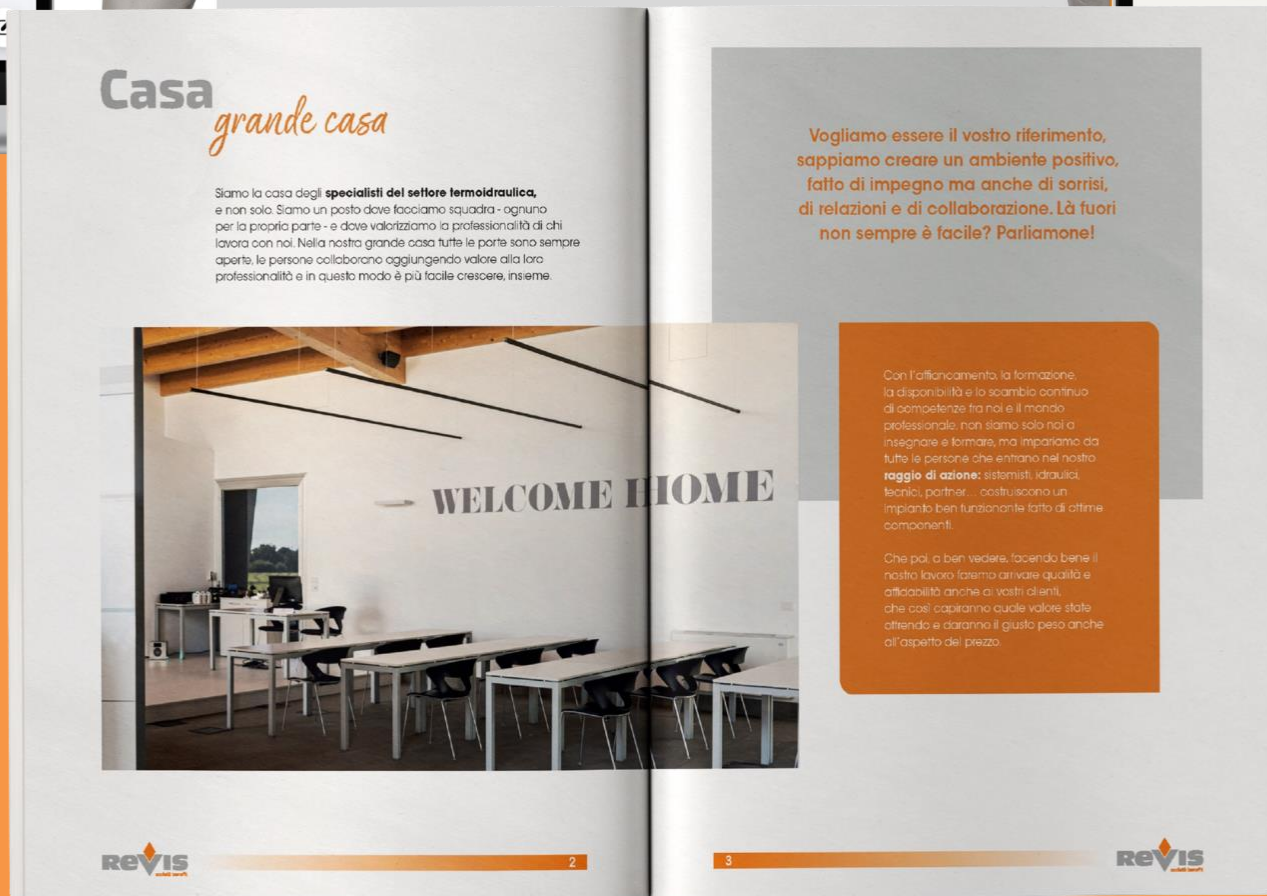 Casa
grande casa
Siamo la casa degli specialisti del settore termoidraulica,
e non solo. Siamo un posto dove facciamo squadra - ognuno
per la propria parte - e dove valorizziamo la professionalità di chi
lavora con noi. Nella nostra grande casa tutte le porte sono sempre
aperte, le persone collaborano aggiungendo valore alla loro
professionalità e in questo modo è più facile crescere, insieme.
WELCOME HOME
REVIS
società benefit
2
Vogliamo essere il vostro riferimento,
sappiamo creare un ambiente positivo,
fatto di impegno ma anche di sorrisi,
di relazioni e di collaborazione. Là fuori
non sempre è facile? Parliamone!
Con l'affiancamento, la formazione,
la disponibilità e lo scambio continuo
di competenze tra noi e il mondo
professionale, non siamo solo noi a
insegnare e formare, ma impariamo da
tutte le persone che entrano nel nostro
raggio di azione: sistemisti, idraulici,
tecnici, partner... costruiscono un
impianto ben funzionante fatto di ottime
componenti.
Che poi, a ben vedere, facendo bene il
nostro lavoro faremo arrivare qualità e
affidabilità anche ai vostri clienti,
che così capiranno quale valore state
offrendo e daranno il giusto peso anche
all'aspetto del prezzo.
3
REVIS
società benefit